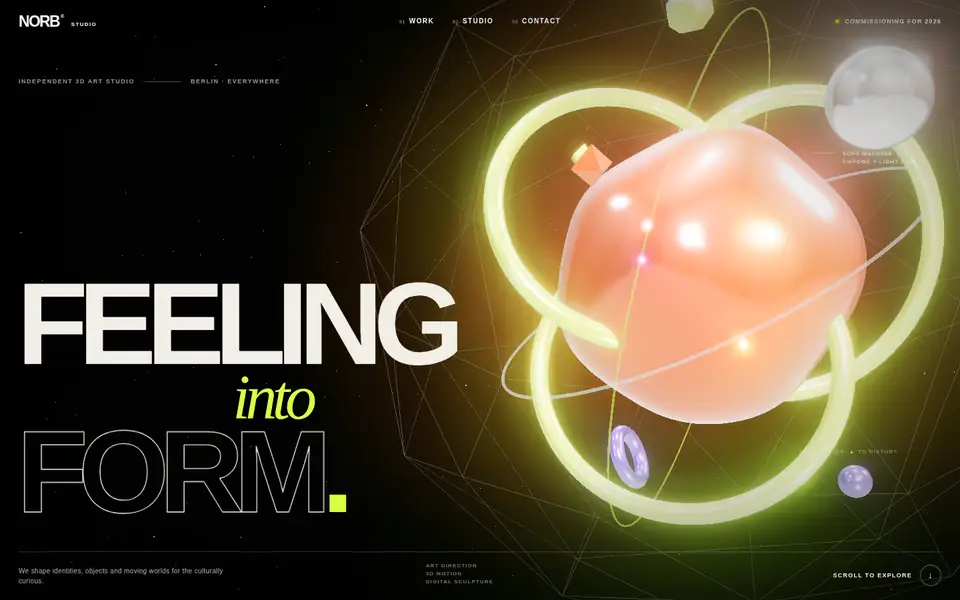 NORB® STUDIO
01 WORK 02 STUDIO 03 CONTACT
COMMISSIONING FOR 2026
INDEPENDENT 3D ART STUDIO
BERLIN · EVERYWHERE
SOFT MACHINE
CHROME + LIGHT
FEELING
into
FORM.
TO DISTORT
We shape identities, objects and moving worlds for the culturally
curious.
ART DIRECTION
3D MOTION
DIGITAL SCULPTURE
SCROLL TO EXPLORE ↓